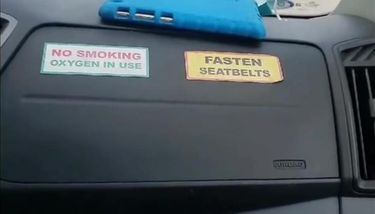 NO SMOKING
OXYGEN IN USE
FASTEN
SEATBELTS